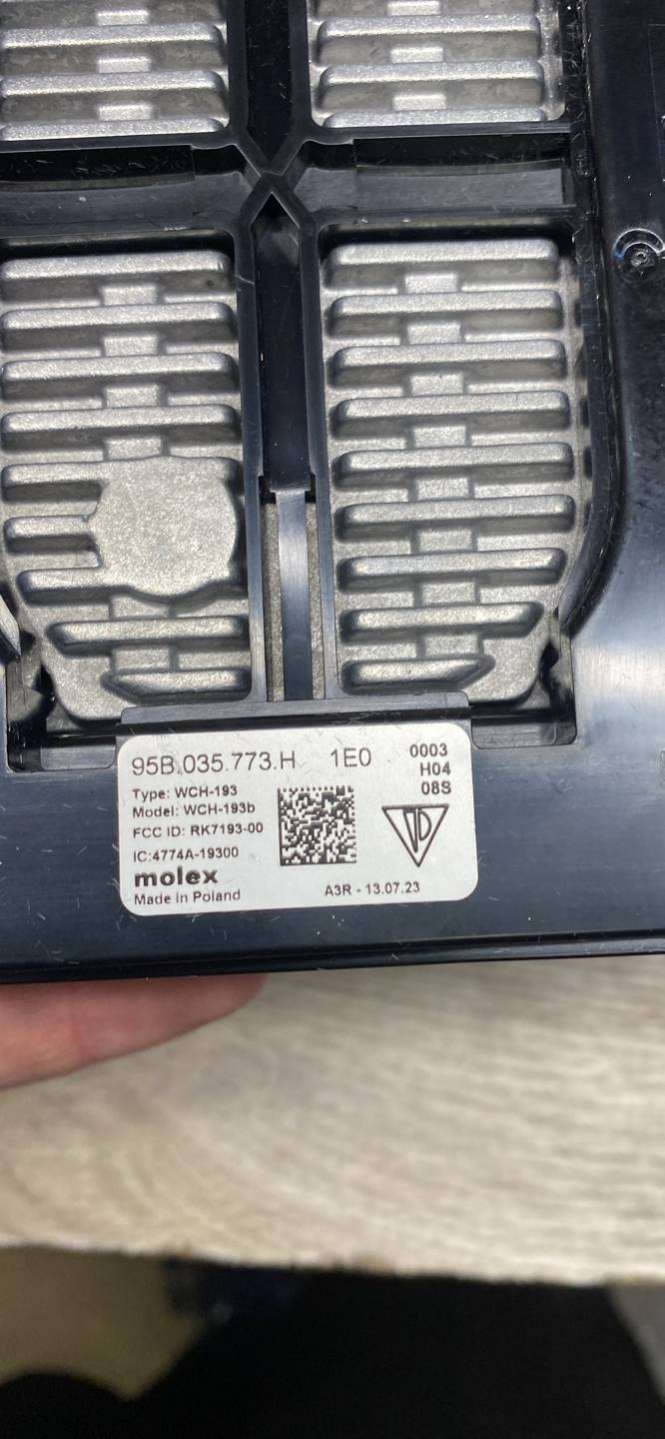 95B.035.773.H 1E0 0003
H04
08S
Type: WCH-193
Model: WCH-193b
FCC ID: RK7193-00
IC:4774A-19300
molex
Made in Poland
A3R - 13.07.23